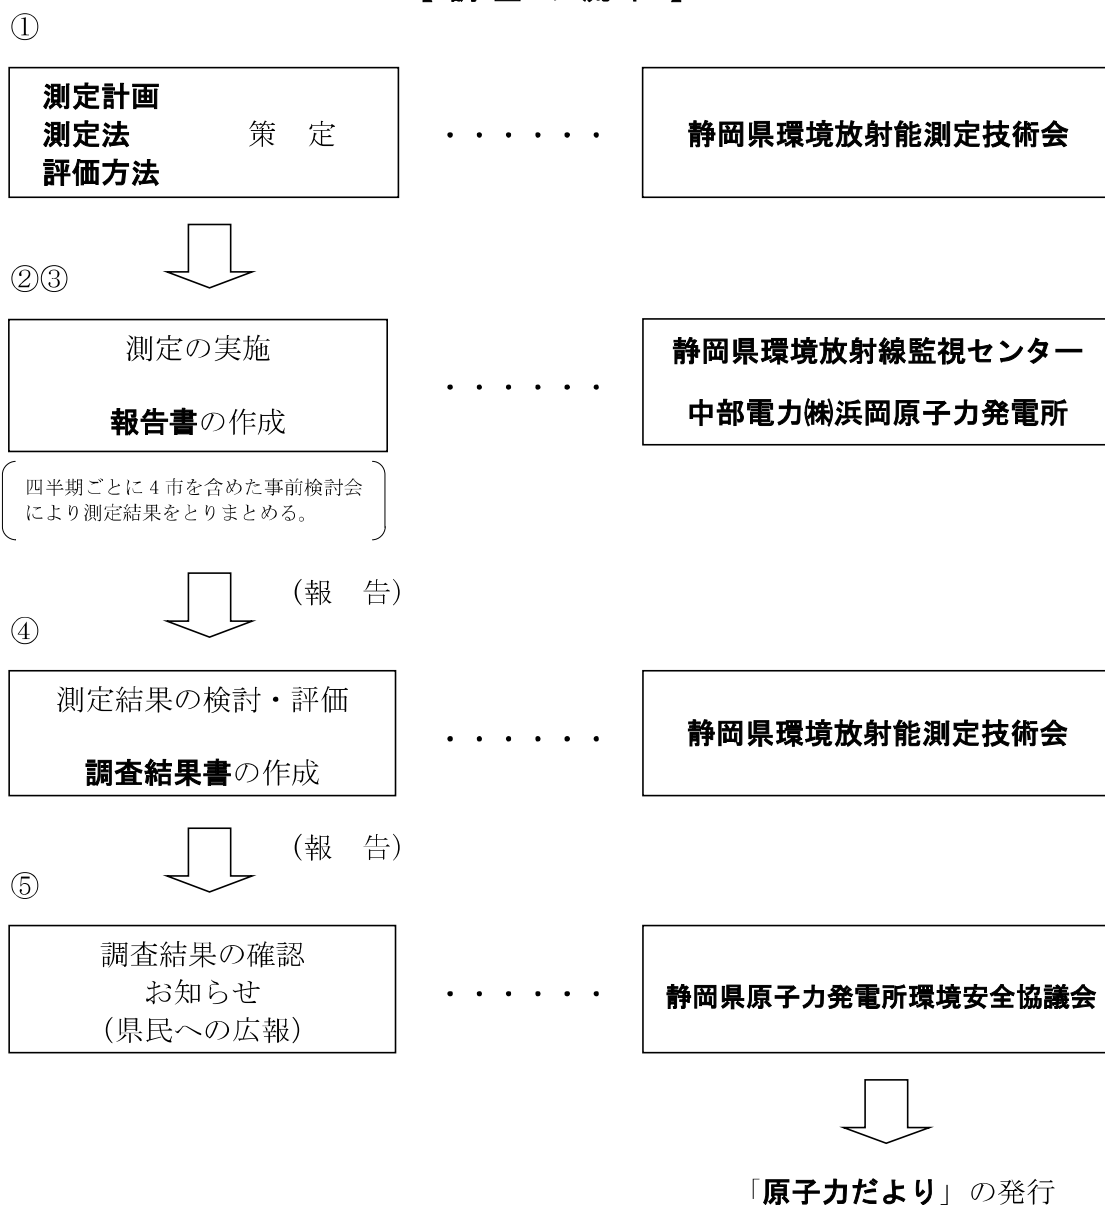 ①
測定計画
測定法　　策　定
評価方法
・・・・・・
静岡県環境放射能測定技術会
②③
測定の実施
報告書の作成
・・・・・・
静岡県環境放射線監視センター
中部電力㈱浜岡原子力発電所
四半期ごとに４市を含めた事前検討会
により測定結果をとりまとめる。
（報　告）
④
測定結果の検討・評価
調査結果書の作成
・・・・・・
静岡県環境放射能測定技術会
（報　告）
⑤
調査結果の確認
お知らせ
（県民への広報）
・・・・・・
静岡県原子力発電所環境安全協議会
「原子力だより」の発行